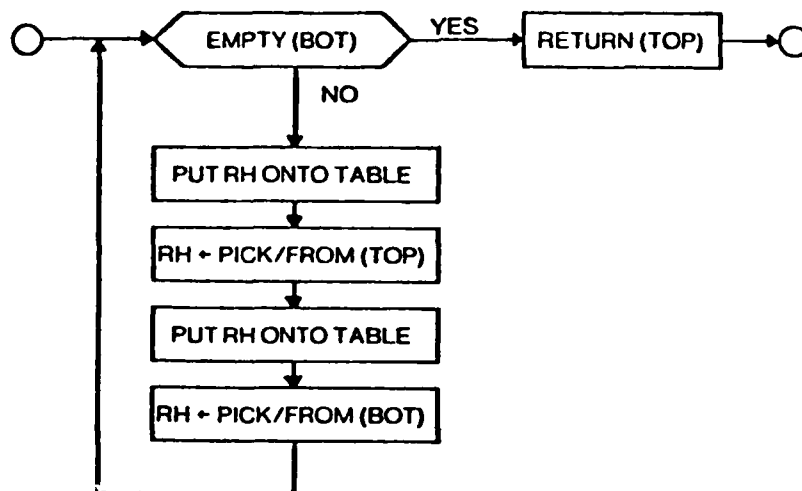 EMPTY (BOT)
YES
RETURN (TOP)
NO
PUT RH ONTO TABLE
RH ← PICK/FROM (TOP)
PUT RH ONTO TABLE
RH ← PICK/FROM (BOT)